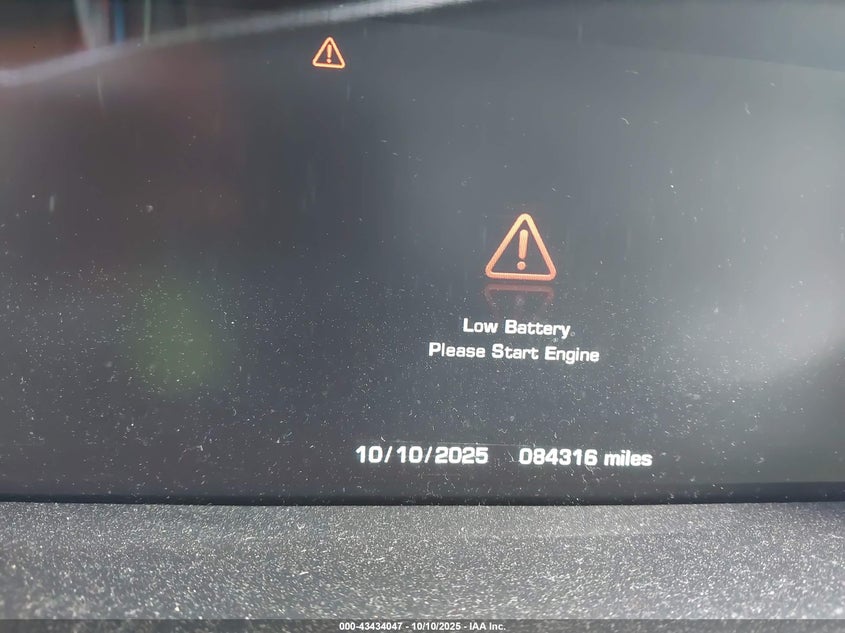 Low Battery
Please Start Engine
10/10/2025 084316 miles
000-43434047 - 10/10/2025 - IAA Inc.